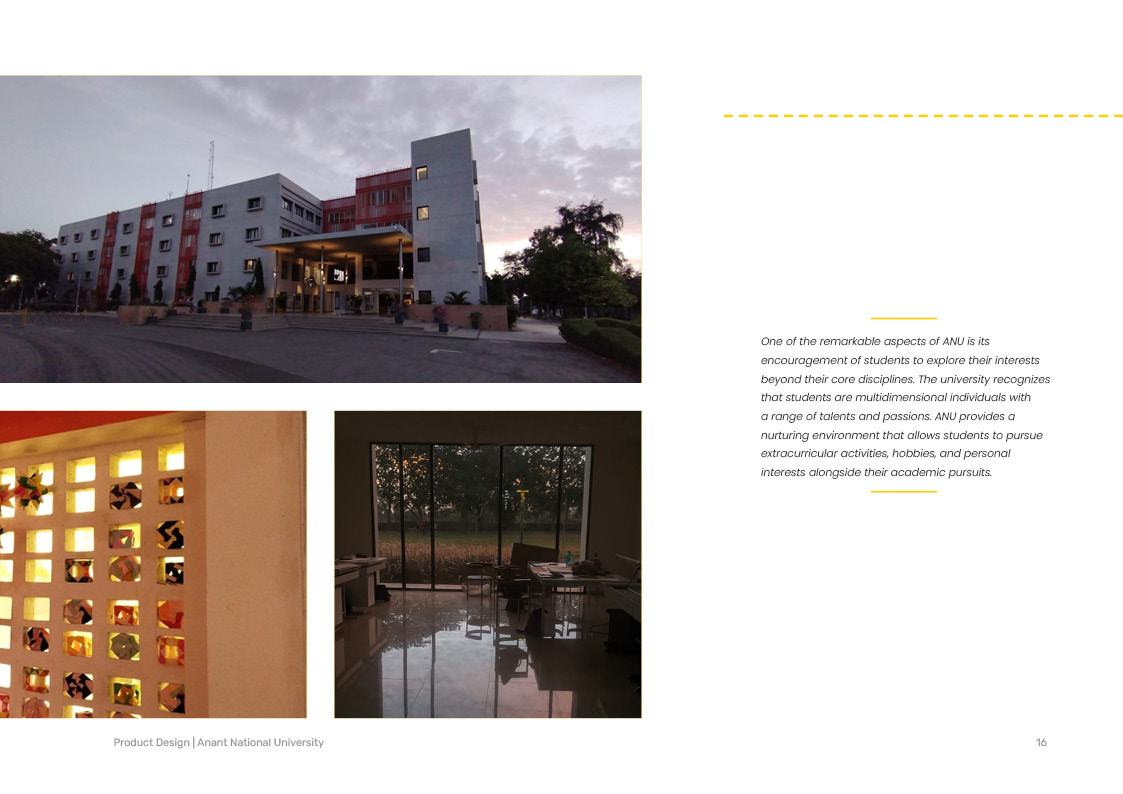 One of the remarkable aspects of ANU is its
encouragement of students to explore their interests
beyond their core disciplines. The university recognizes
that students are multidimensional individuals with
a range of talents and passions. ANU provides a
nurturing environment that allows students to pursue
extracurricular activities, hobbies, and personal
interests alongside their academic pursuits.
Product Design | Anant National University
16